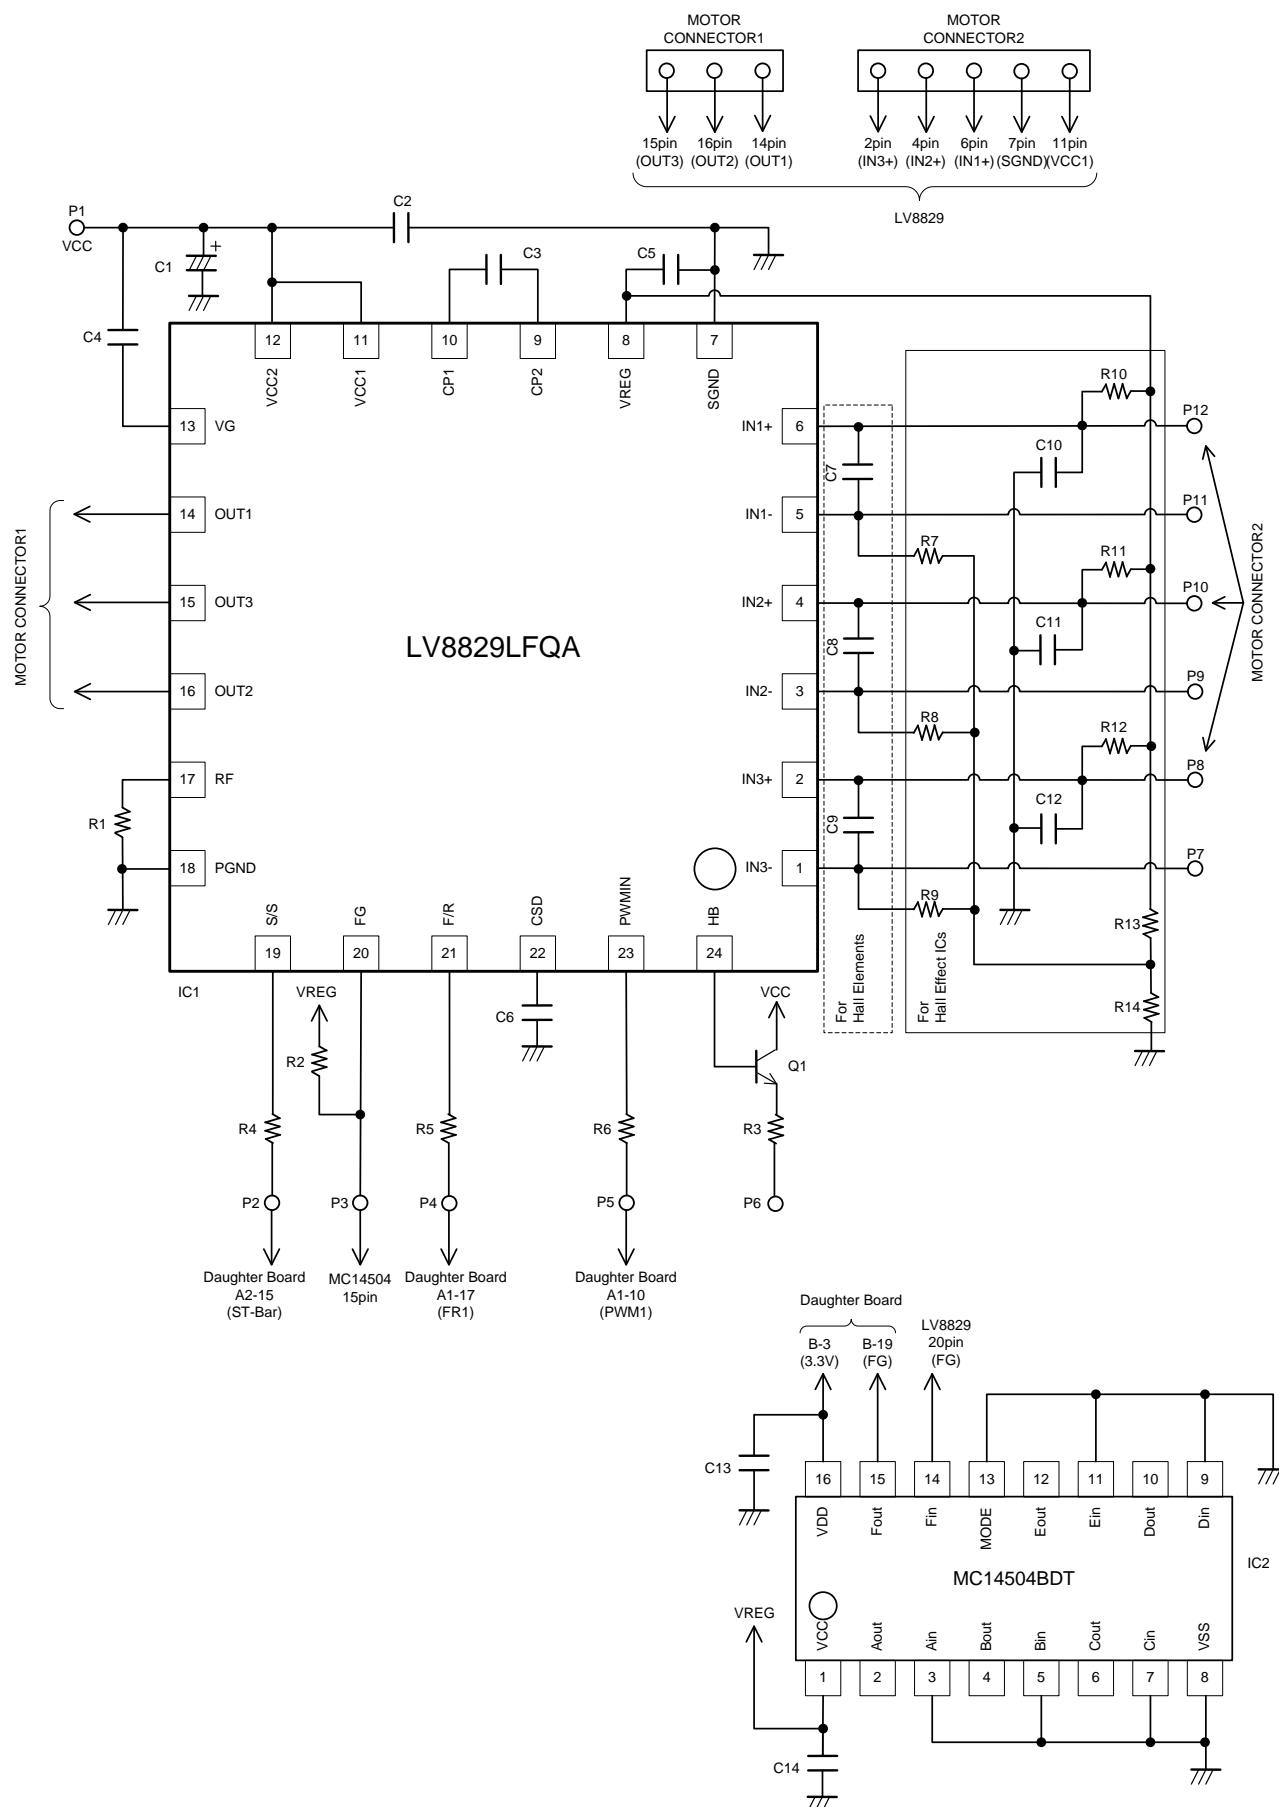 MOTOR
CONNECTOR1
MOTOR
CONNECTOR2
15pin
(OUT3)
16pin
(OUT2)
14pin
(OUT1)
2pin
(IN3+)
4pin
(IN2+)
6pin
(IN1+)
7pin
(SGND)
11pin
(VCC1)
LV8829
P1
VCC
C1
+
C2
C3
C5
C4
12
11
10
9
8
7
VCC2
VCC1
CP1
CP2
VREG
SGND
13
VG
14
OUT1
15
OUT3
16
OUT2
17
RF
18
PGND
MOTOR CONNECTOR1
R1
LV8829LFQA
IN1+
6
IN1-
5
IN2+
4
IN2-
3
IN3+
2
IN3-
1
C7
C8
C9
R7
R8
R9
C10
C11
C12
R10
R11
R12
R13
R14
P12
P11
P10
P9
P8
P7
MOTOR CONNECTOR2
For
Hall Elements
For
Hall Effect ICs
S/S
FG
F/R
CSD
PWMIN
HB
19
20
21
22
23
24
IC1
VREG
R2
C6
VCC
Q1
R4
R5
R6
R3
P2
P3
P4
P5
P6
Daughter Board
A2-15
(ST-Bar)
MC14504
15pin
Daughter Board
A1-17
(FR1)
Daughter Board
A1-10
(PWM1)
Daughter Board
B-3
(3.3V)
B-19
(FG)
LV8829
20pin
(FG)
C13
16
15
14
13
12
11
10
9
VDD
Fout
Fin
MODE
Eout
Ein
Dout
Din
IC2
MC14504BDT
VREG
VCC
Aout
Ain
Bout
Bin
Cout
Cin
VSS
1
2
3
4
5
6
7
8
C14